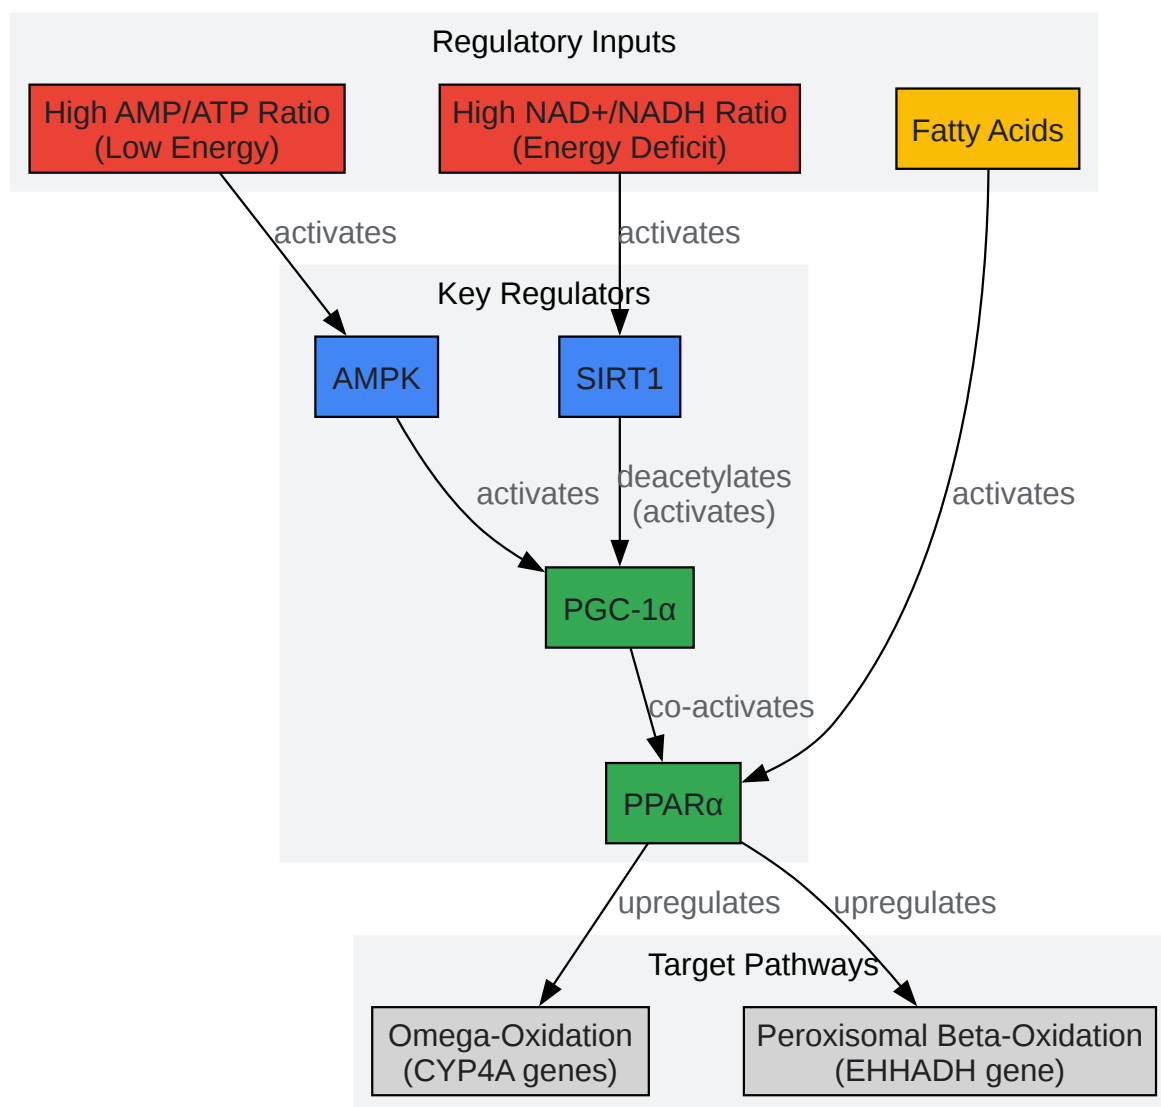 Regulatory Inputs
High AMP/ATP Ratio
(Low Energy)
High NAD+/NADH Ratio
(Energy Deficit)
Fatty Acids
activates
activates
Key Regulators
AMPK
SIRT1
activates
deacetylates
(activates)
activates
PGC-1α
co-activates
PPARα
upregulates
upregulates
Target Pathways
Omega-Oxidation
(CYP4A genes)
Peroxisomal Beta-Oxidation
(EHHADH gene)